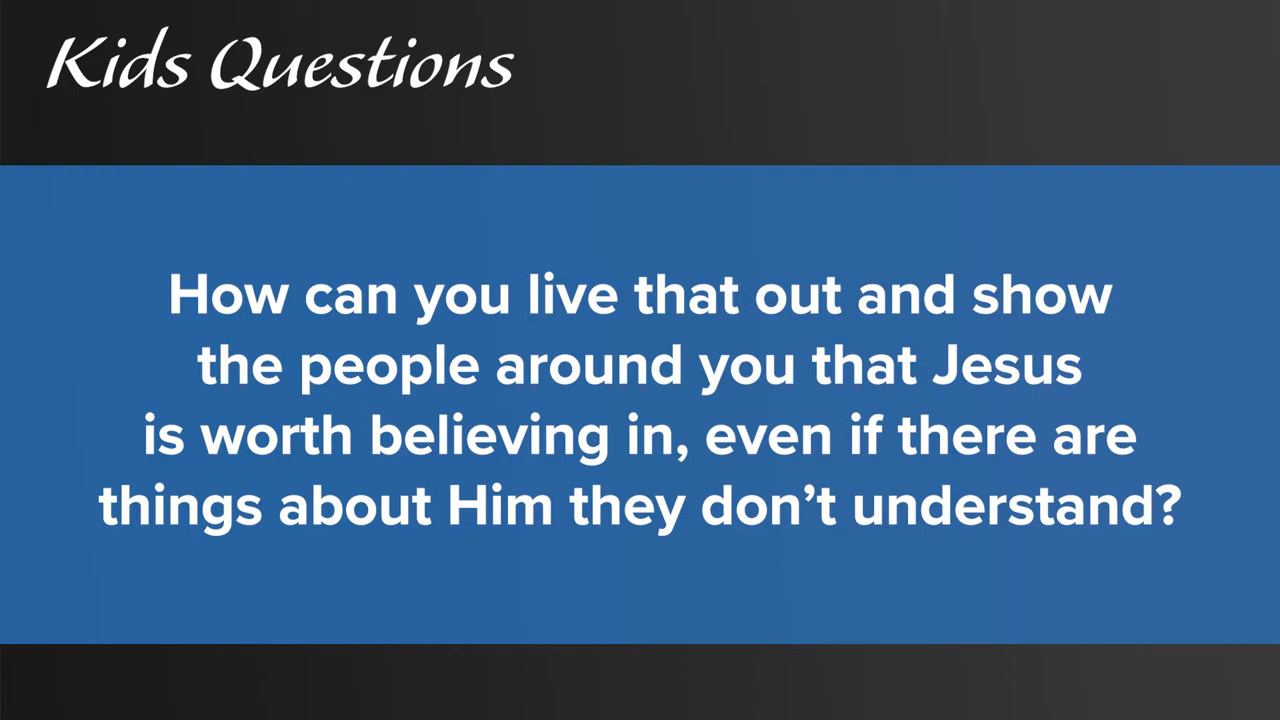 Kids Questions
How can you live that out and show
the people around you that Jesus
is worth believing in, even if there are
things about Him they don’t understand?